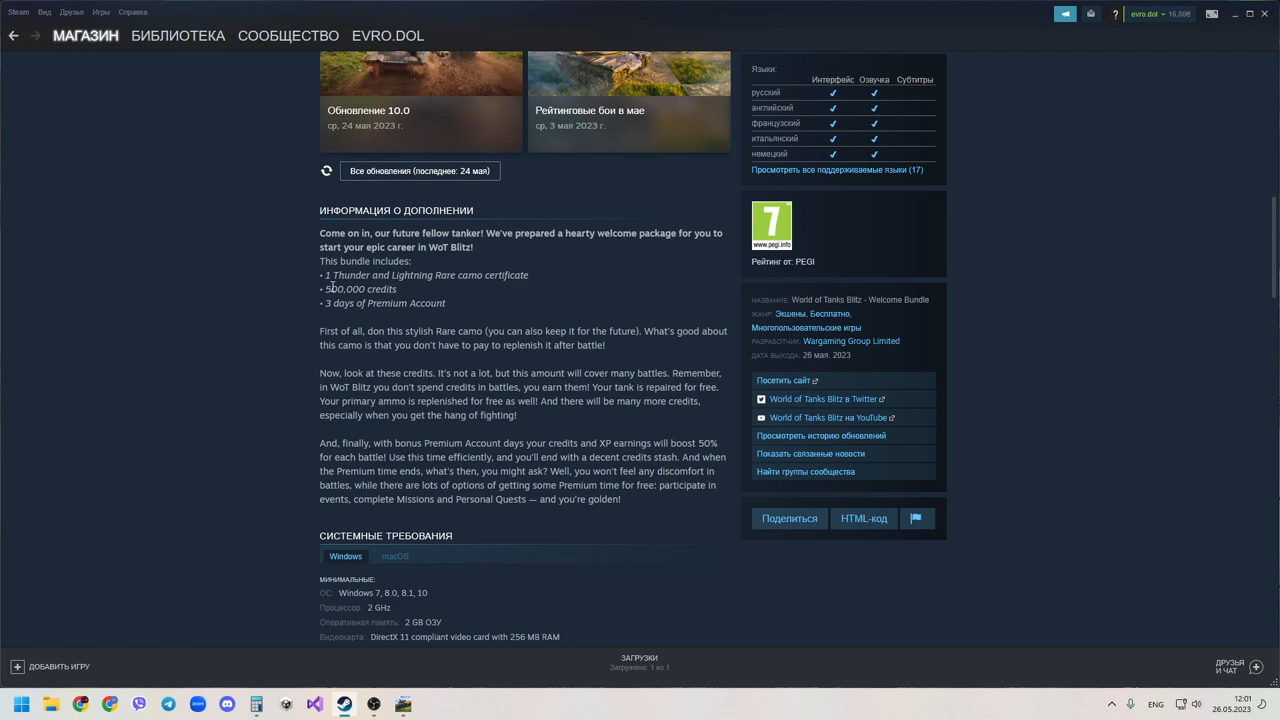 Steam Вид Друзья Игры Справка
evro.dol 16,80₴
МАГАЗИН БИБЛИОТЕКА СООБЩЕСТВО EVRO.DOL
Обновление 10.0
ср, 24 мая 2023 г.
Рейтинговые бои в мае
ср, 3 мая 2023 г.
Все обновления (последнее: 24 мая)
ИНФОРМАЦИЯ О ДОПОЛНЕНИИ
Come on in, our future fellow tanker! We've prepared a hearty welcome package for you to
start your epic career in WoT Blitz!
This bundle includes:
• 1 Thunder and Lightning Rare camo certificate
• 500,000 credits
• 3 days of Premium Account
First of all, don this stylish Rare camo (you can also keep it for the future). What's good about
this camo is that you don't have to pay to replenish it after battle!
Now, look at these credits. It's not a lot, but this amount will cover many battles. Remember,
in WoT Blitz you don't spend credits in battles, you earn them! Your tank is repaired for free.
Your primary ammo is replenished for free as well! And there will be many more credits,
especially when you get the hang of fighting!
And, finally, with bonus Premium Account days your credits and XP earnings will boost 50%
for each battle! Use this time efficiently, and you'll end with a decent credits stash. And when
the Premium time ends, what's then, you might ask? Well, you won't feel any discomfort in
battles, while there are lots of options of getting some Premium time for free: participate in
events, complete Missions and Personal Quests — and you're golden!
СИСТЕМНЫЕ ТРЕБОВАНИЯ
Windows macOS
МИНИМАЛЬНЫЕ:
ОС: Windows 7, 8.0, 8.1, 10
Процессор: 2 GHz
Оперативная память: 2 GB ОЗУ
Видеокарта: DirectX 11 compliant video card with 256 MB RAM
Языки:
Интерфейс Озвучка Субтитры
русский
английский
французский
итальянский
немецкий
Просмотреть все поддерживаемые языки (17)
7
www.pegi.info
Рейтинг от: PEGI
НАЗВАНИЕ: World of Tanks Blitz - Welcome Bundle
ЖАНР: Экшены, Бесплатно,
Многопользовательские игры
РАЗРАБОТЧИК: Wargaming Group Limited
ДАТА ВЫХОДА: 26 мая. 2023
Посетить сайт
World of Tanks Blitz в Twitter
World of Tanks Blitz на YouTube
Просмотреть историю обновлений
Показать связанные новости
Найти группы сообщества
Поделиться HTML-код
ДОБАВИТЬ ИГРУ
ЗАГРУЗКИ
Загружено: 1 из 1
ДРУЗЬЯ
И ЧАТ
zoom
ENG
12:01
26.05.2023